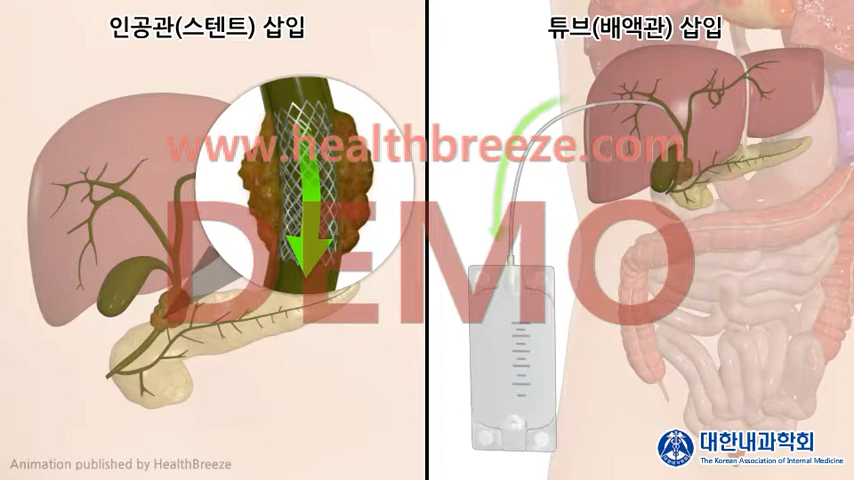 인공관(스텐트) 삽입
튜브(배액관) 삽입
www.healthbreeze.com
DEMO
대한내과학회
The Korean Association of Internal Medicine
Animation published by HealthBreeze